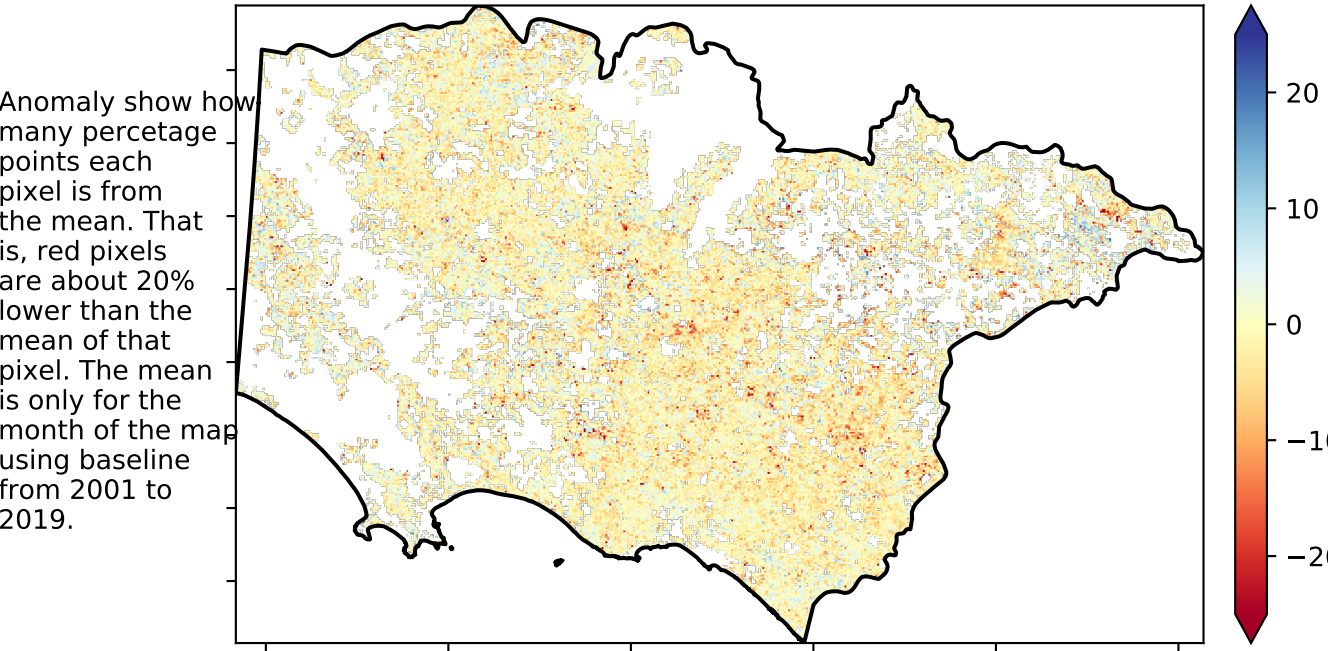 Anomaly show how
many percetage
points each
pixel is from
the mean. That
is, red pixels
are about 20%
lower than the
mean of that
pixel. The mean
is only for the
month of the map
using baseline
from 2001 to
2019.
20
10
0
−10
−20